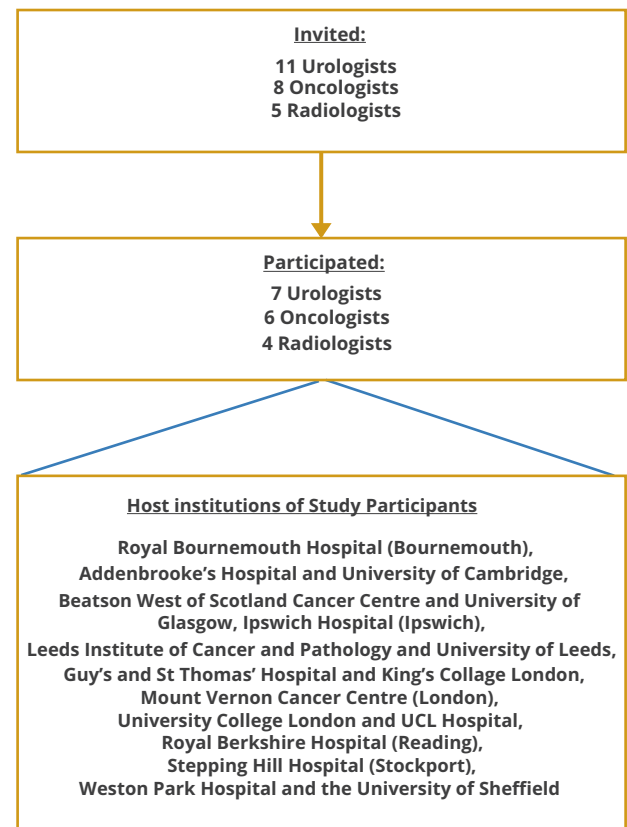 Invited:
11 Urologists
8 Oncologists
5 Radiologists
Participated:
7 Urologists
6 Oncologists
4 Radiologists
Host institutions of Study Participants
Royal Bournemouth Hospital (Bournemouth),
Addenbrooke’s Hospital and University of Cambridge,
Beatson West of Scotland Cancer Centre and University of
Glasgow, Ipswich Hospital (Ipswich),
Leeds Institute of Cancer and Pathology and University of Leeds,
Guy’s and St Thomas’ Hospital and King’s Collage London,
Mount Vernon Cancer Centre (London),
University College London and UCL Hospital,
Royal Berkshire Hospital (Reading),
Stepping Hill Hospital (Stockport),
Weston Park Hospital and the University of Sheffield